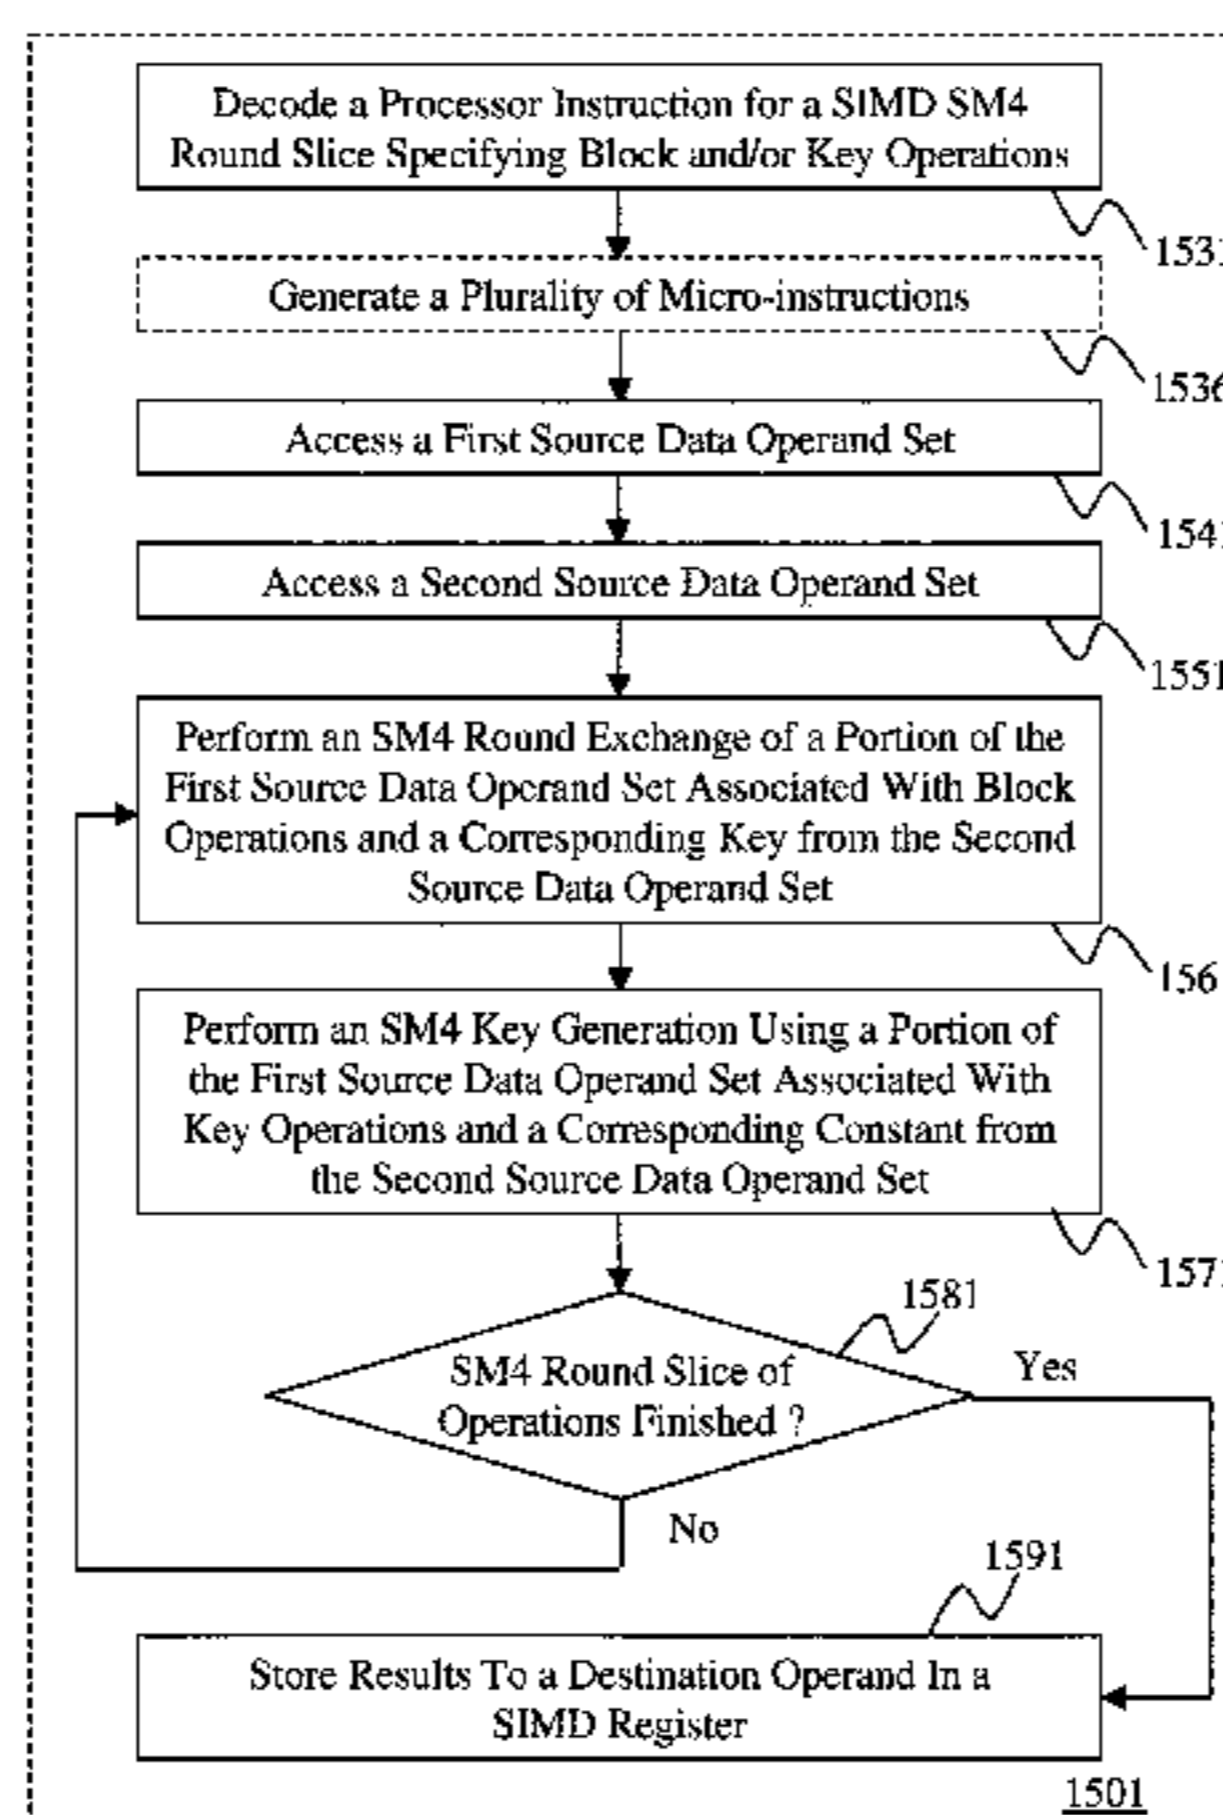 Decode a Processor Instruction for a SIMD SM4
Round Slice Specifying Block and/or Key Operations
1531
Generate a Plurality of Micro-instructions
1536
Access a First Source Data Operand Set
1541
Access a Second Source Data Operand Set
1551
Perform an SM4 Round Exchange of a Portion of the
First Source Data Operand Set Associated With Block
Operations and a Corresponding Key from the Second
Source Data Operand Set
156
Perform an SM4 Key Generation Using a Portion of
the First Source Data Operand Set Associated With
Key Operations and a Corresponding Constant from
the Second Source Data Operand Set
1571
1581
SM4 Round Slice of
Operations Finished ?
Yes
No
1591
Store Results To a Destination Operand In a
SIMD Register
1501